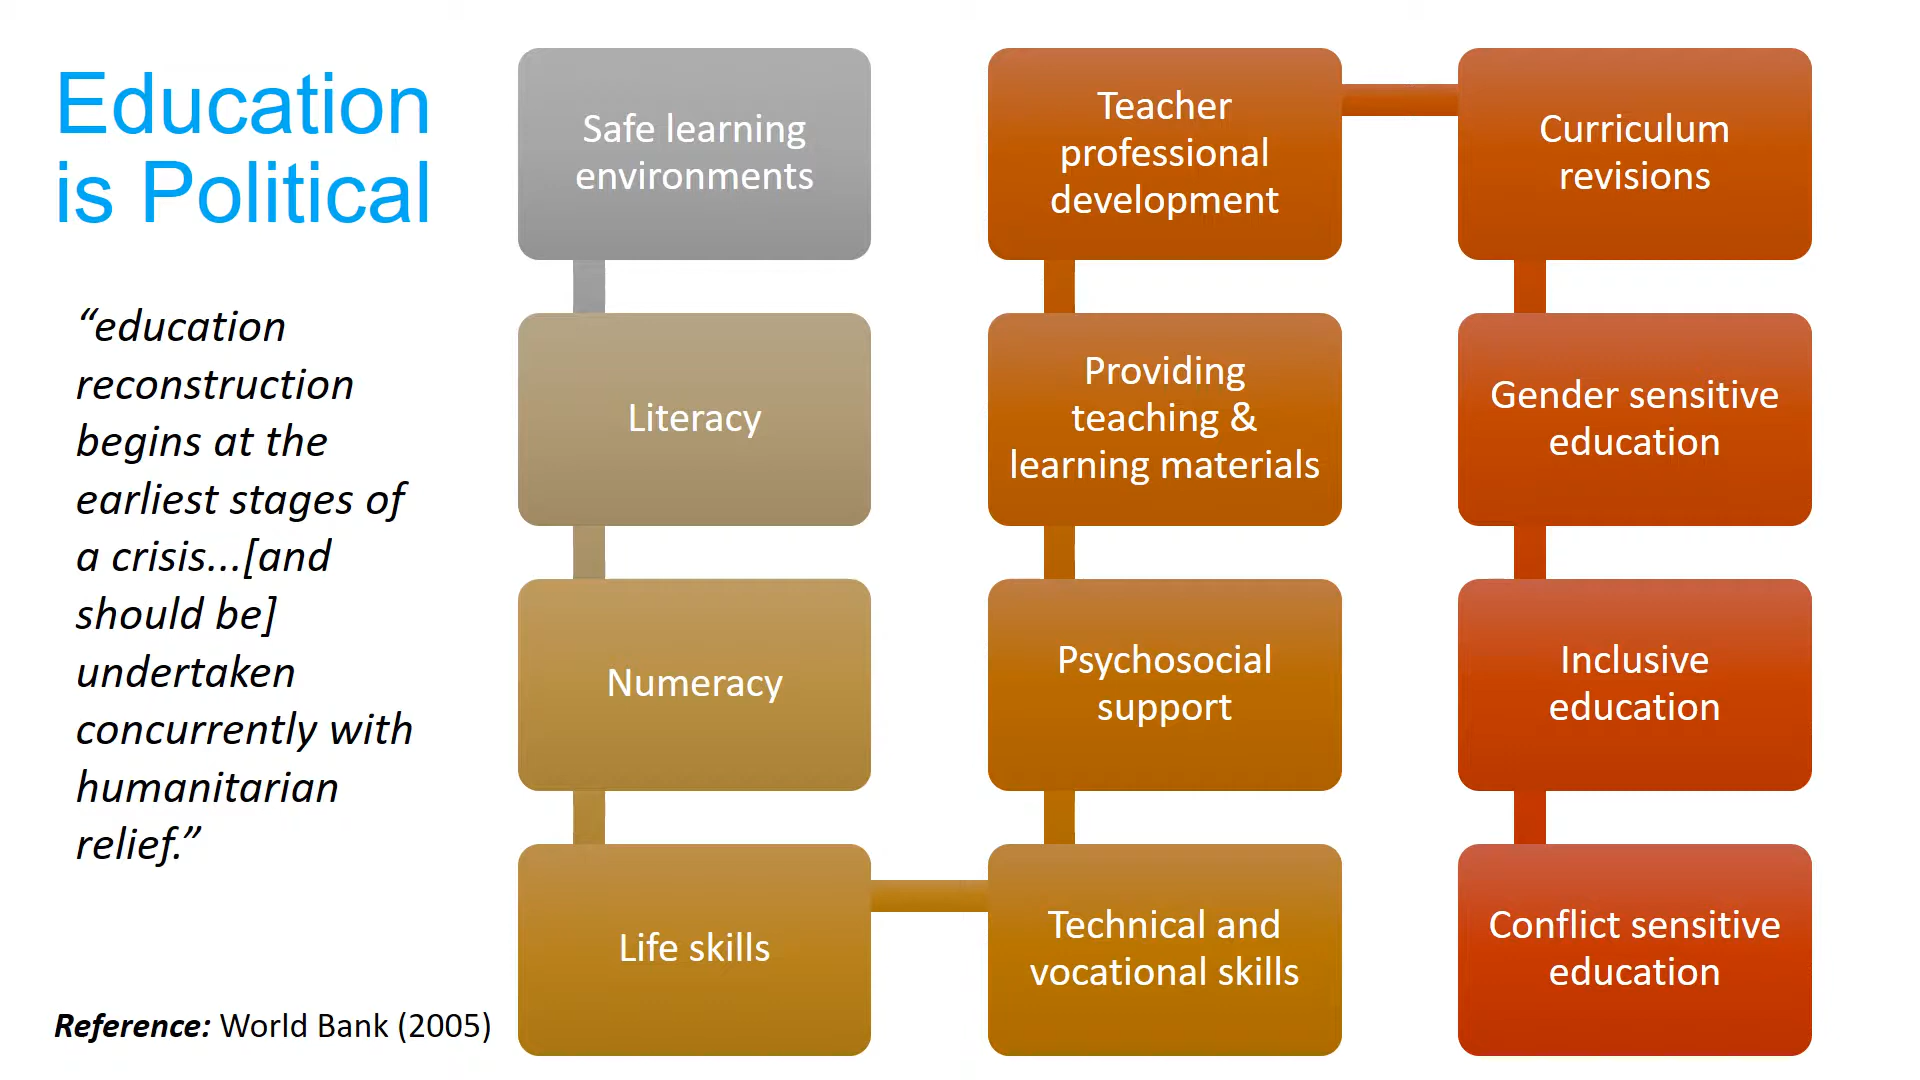 Education
is Political
“education
reconstruction
begins at the
earliest stages of
a crisis...[and
should be]
undertaken
concurrently with
humanitarian
relief.”
Reference: World Bank (2005)
Safe learning
environments
Literacy
Numeracy
Life skills
Technical and
vocational skills
Psychosocial
support
Providing
teaching &
learning materials
Teacher
professional
development
Curriculum
revisions
Gender sensitive
education
Inclusive
education
Conflict sensitive
education